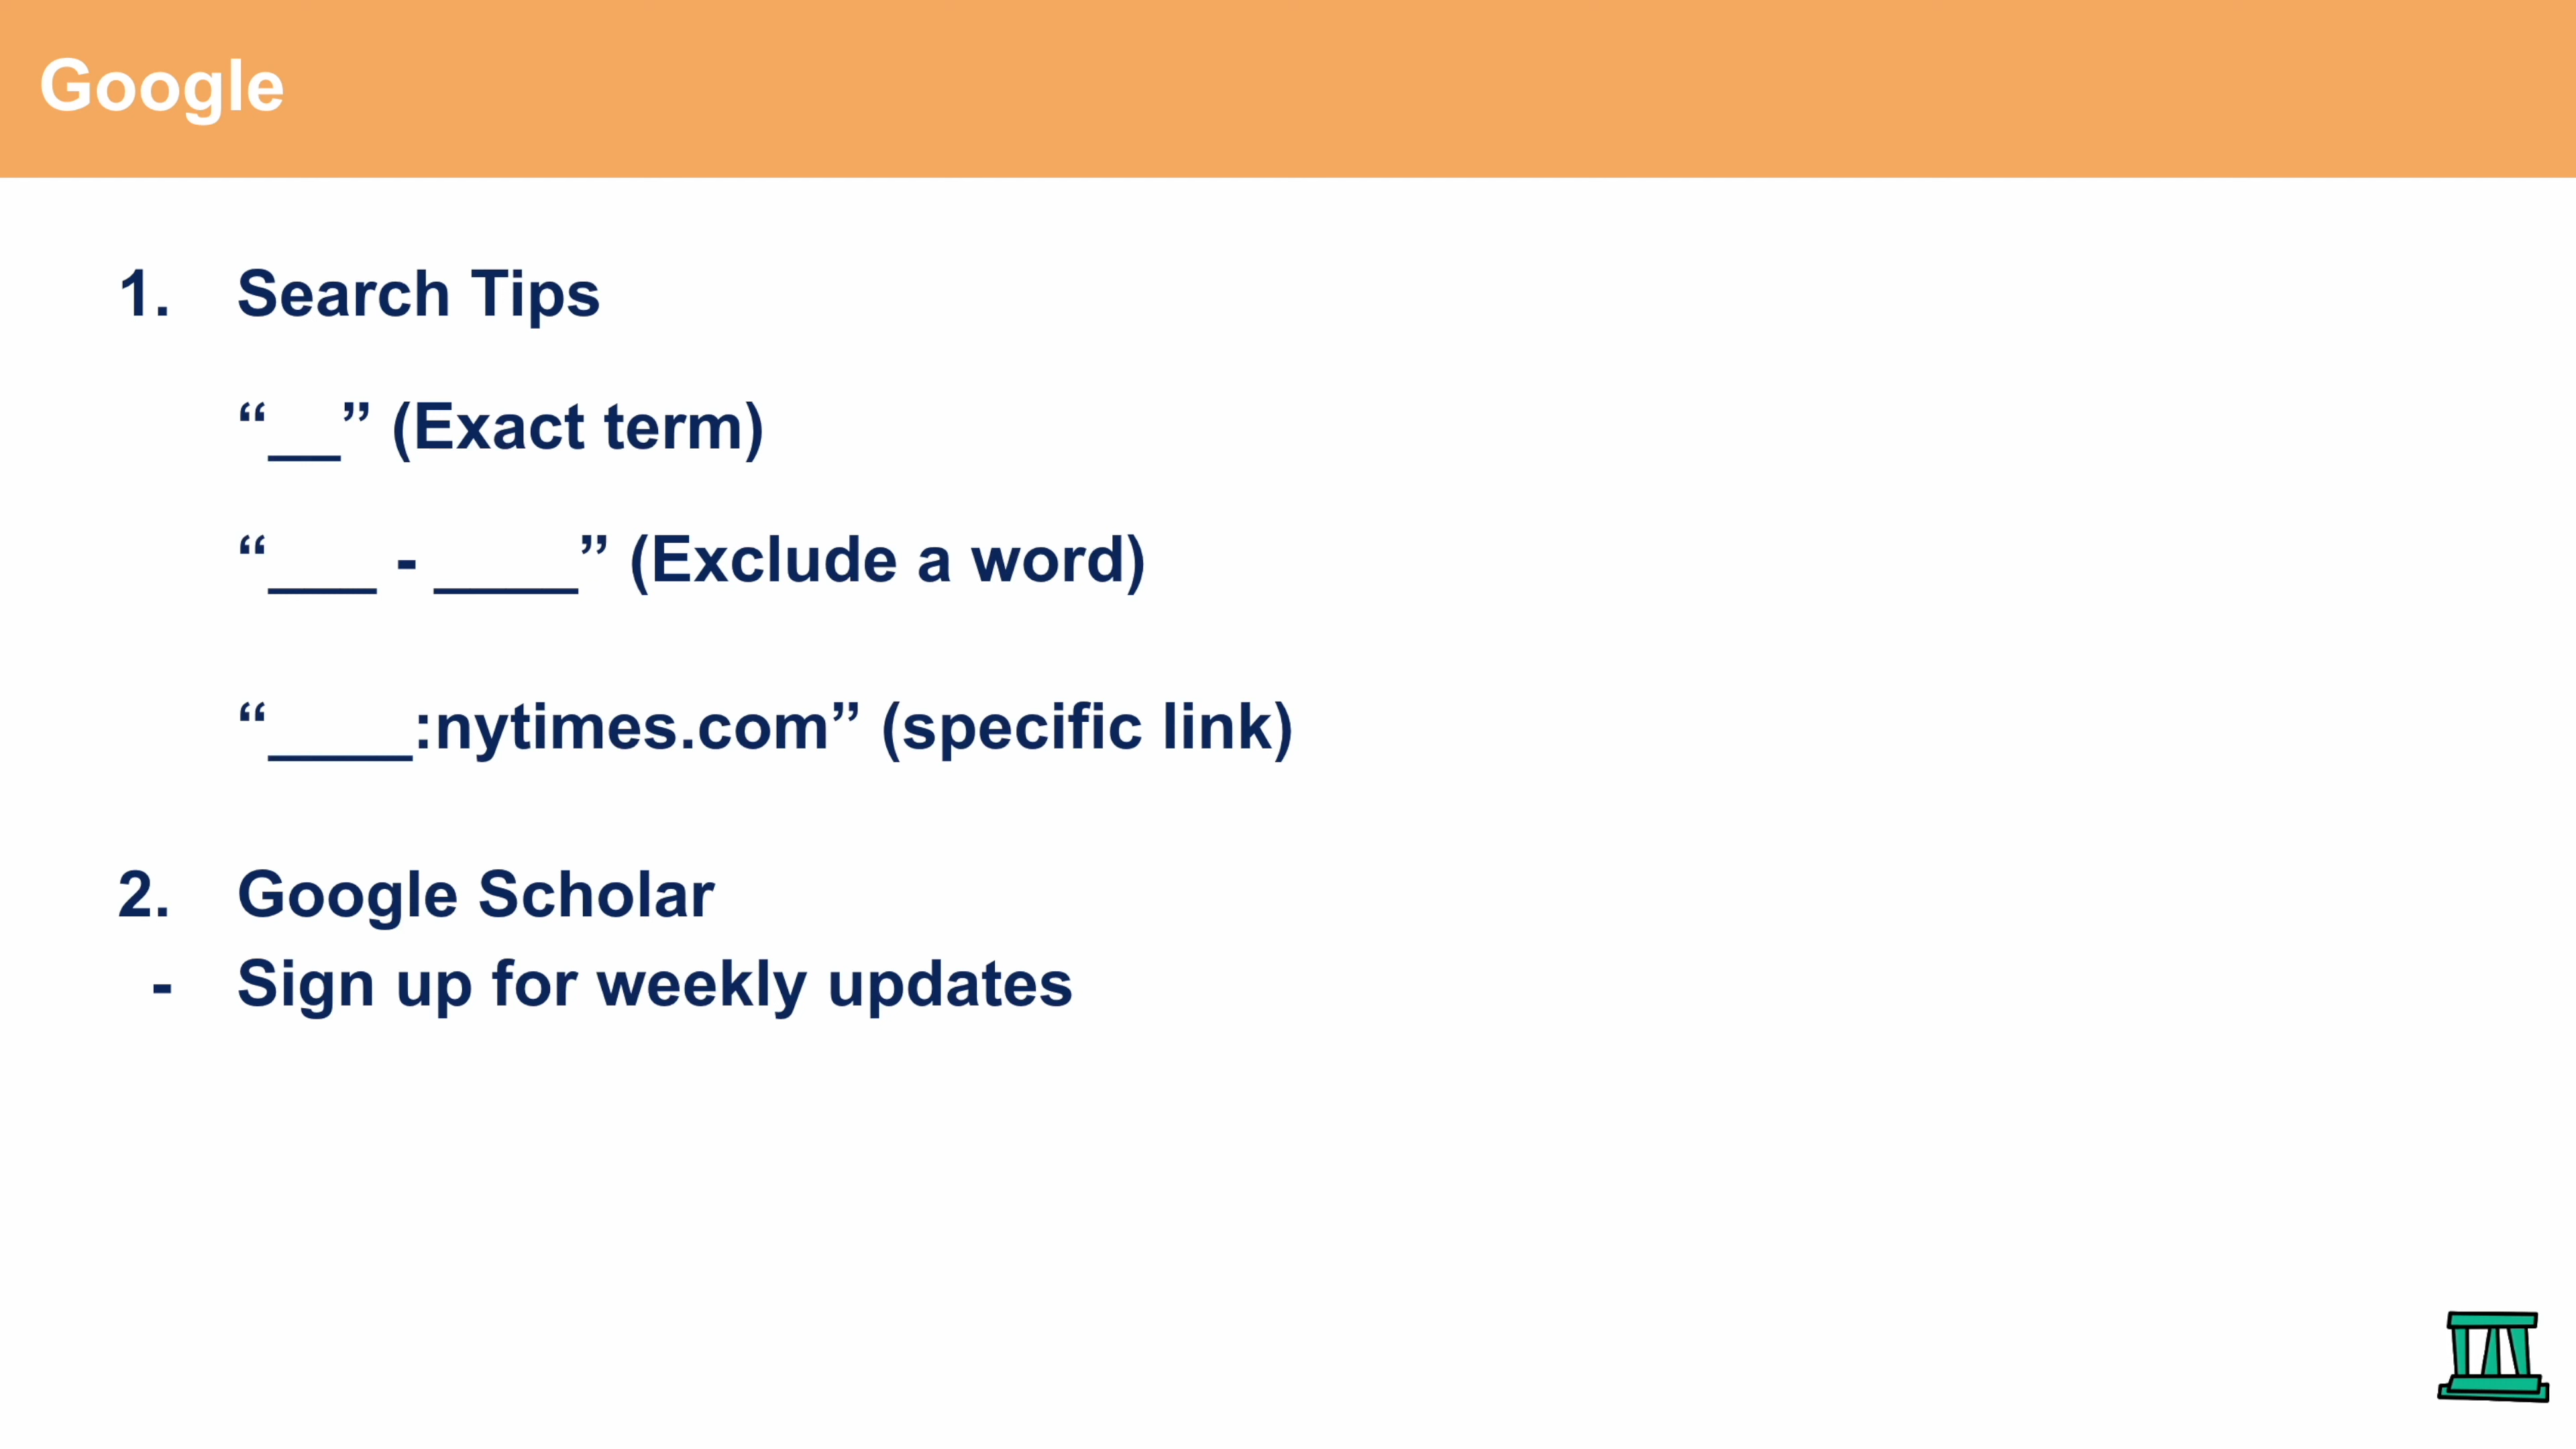 Google
1. Search Tips
“__” (Exact term)
“___ - ____” (Exclude a word)
“____:nytimes.com” (specific link)
2. Google Scholar
- Sign up for weekly updates